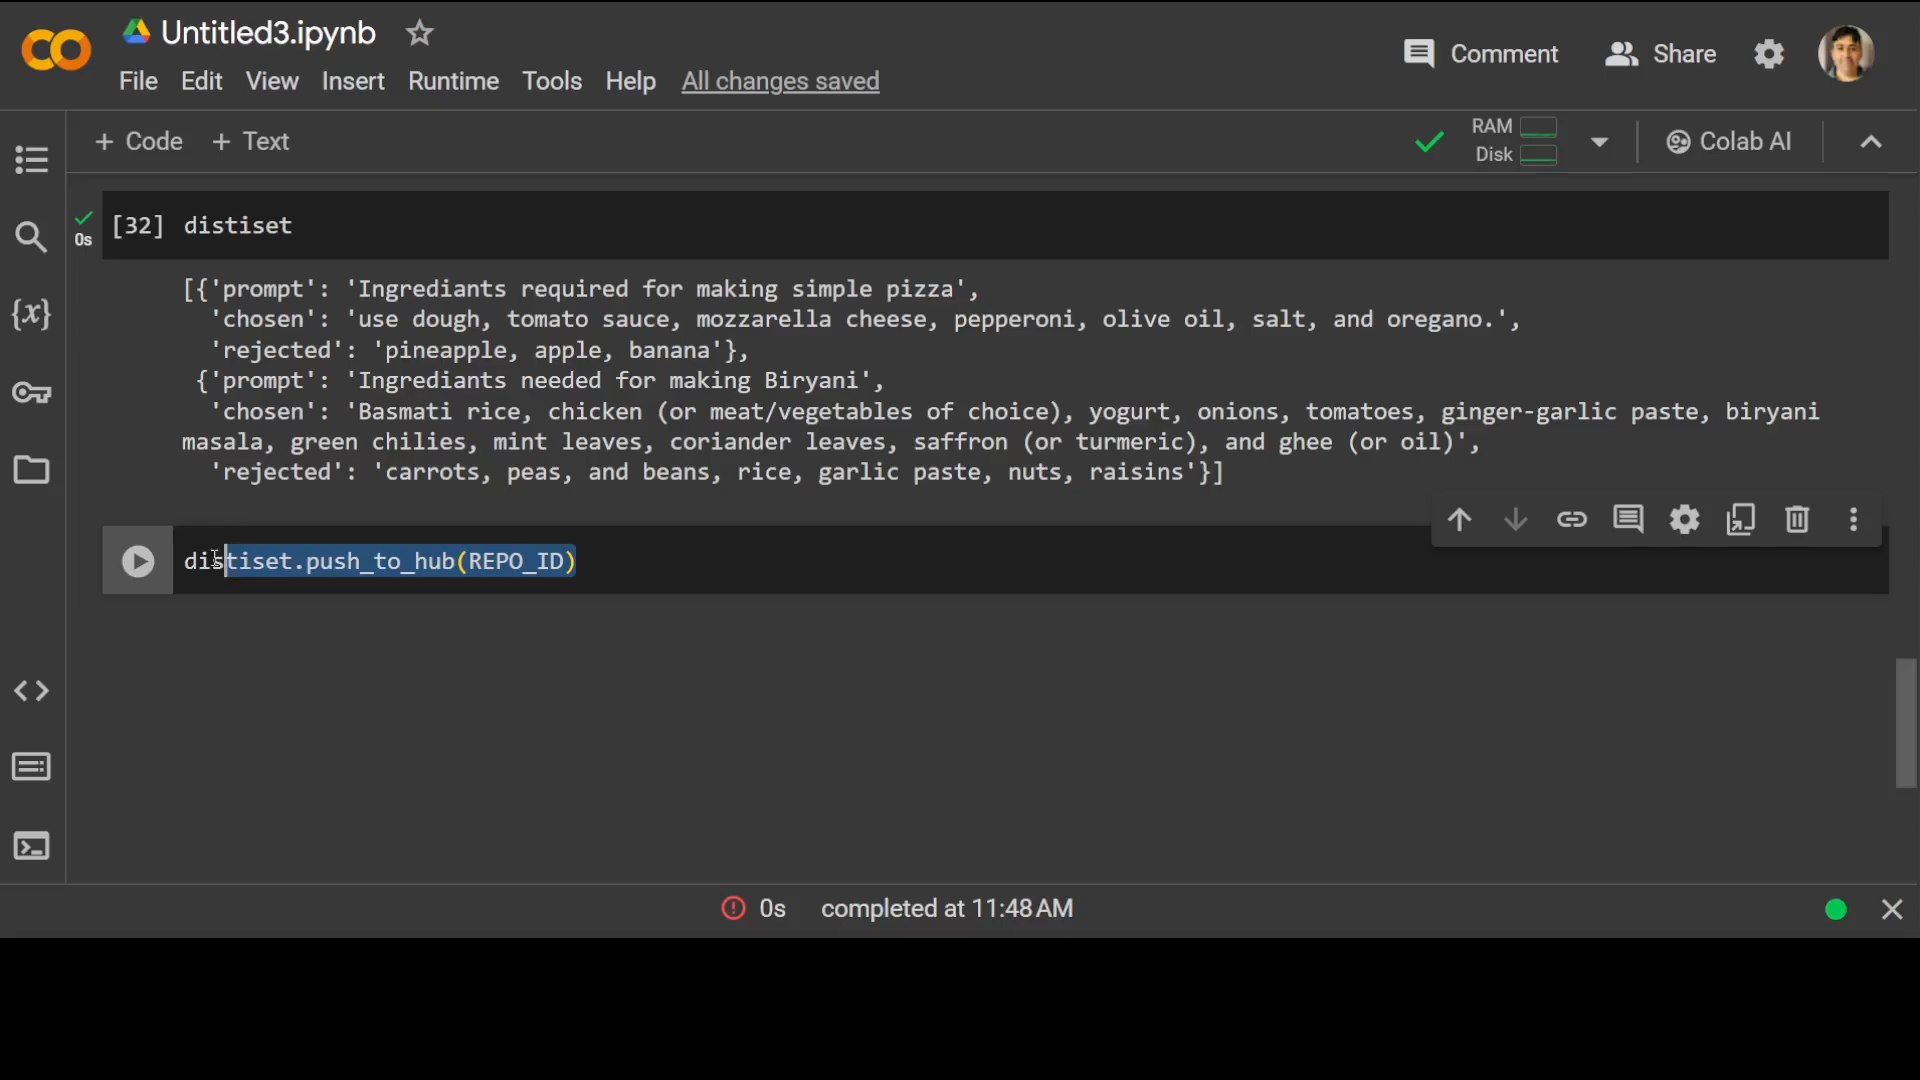 Untitled3.ipynb
Comment
Share
File Edit View Insert Runtime Tools Help All changes saved
+ Code + Text
RAM
Disk
Colab AI
{x}
0s
[32] distiset
[{'prompt': 'Ingrediants required for making simple pizza',
'chosen': 'use dough, tomato sauce, mozzarella cheese, pepperoni, olive oil, salt, and oregano.',
'rejected': 'pineapple, apple, banana'},
{'prompt': 'Ingrediants needed for making Biryani',
'chosen': 'Basmati rice, chicken (or meat/vegetables of choice), yogurt, onions, tomatoes, ginger-garlic paste, biryani
masala, green chilies, mint leaves, coriander leaves, saffron (or turmeric), and ghee (or oil)',
'rejected': 'carrots, peas, and beans, rice, garlic paste, nuts, raisins'}]
distiset.push_to_hub(REPO_ID)
0s completed at 11:48 AM